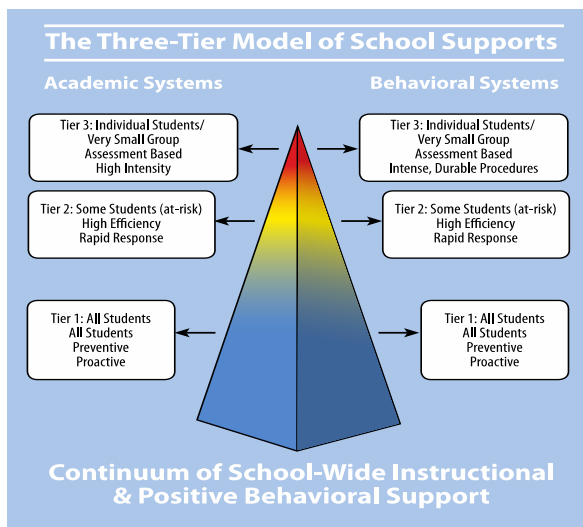 The Three-Tier Model of School Supports
Academic Systems
Behavioral Systems
Tier 3: Individual Students/
Very Small Group
Assessment Based
High Intensity
Tier 3: Individual Students/
Very Small Group
Assessment Based
Intense, Durable Procedures
Tier 2: Some Students (at-risk)
High Efficiency
Rapid Response
Tier 2: Some Students (at-risk)
High Efficiency
Rapid Response
Tier 1: All Students
All Students
Preventive
Proactive
Tier 1: All Students
All Students
Preventive
Proactive
Continuum of School-Wide Instructional
& Positive Behavioral Support